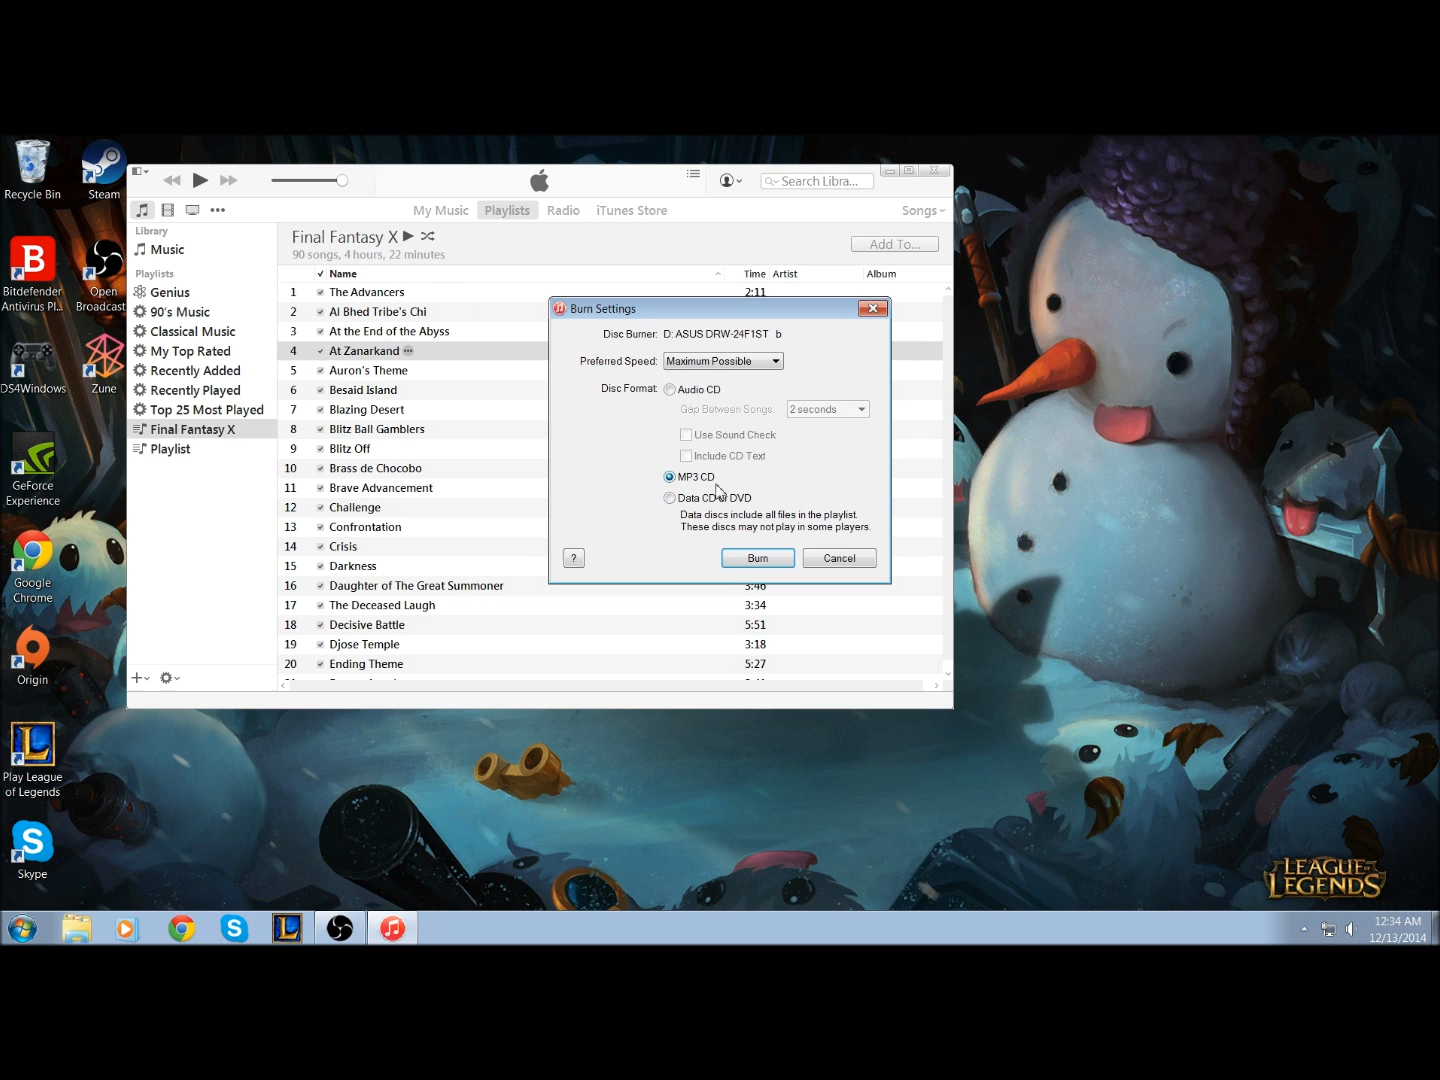 Recycle Bin
Steam
Bitdefender
Antivirus Pl...
Open
Broadcast
DS4Windows
Zune
GeForce
Experience
Google
Chrome
Origin
Play League
of Legends
Skype
Search Libra...
My Music
Playlists
Radio
iTunes Store
Songs
Library
Music
Playlists
Genius
90's Music
Classical Music
My Top Rated
Recently Added
Recently Played
Top 25 Most Played
Final Fantasy X
Playlist
Final Fantasy X
90 songs, 4 hours, 22 minutes
Add To...
Name Time Artist Album
1 The Advancers 2:11
2 Al Bhed Tribe's Chi
3 At the End of the Abyss
4 At Zanarkand
5 Auron's Theme
6 Besaid Island
7 Blazing Desert
8 Blitz Ball Gamblers
9 Blitz Off
10 Brass de Chocobo
11 Brave Advancement
12 Challenge
13 Confrontation
14 Crisis
15 Darkness
16 Daughter of The Great Summoner 3:46
17 The Deceased Laugh 3:34
18 Decisive Battle 5:51
19 Djose Temple 3:18
20 Ending Theme 5:27
Burn Settings
Disc Burner: D: ASUS DRW-24F1ST b
Preferred Speed: Maximum Possible
Disc Format: Audio CD
Gap Between Songs: 2 seconds
Use Sound Check
Include CD Text
MP3 CD
Data CD or DVD
Data discs include all files in the playlist.
These discs may not play in some players.
?
Burn
Cancel
LEAGUE OF
LEGENDS
12:34 AM
12/13/2014